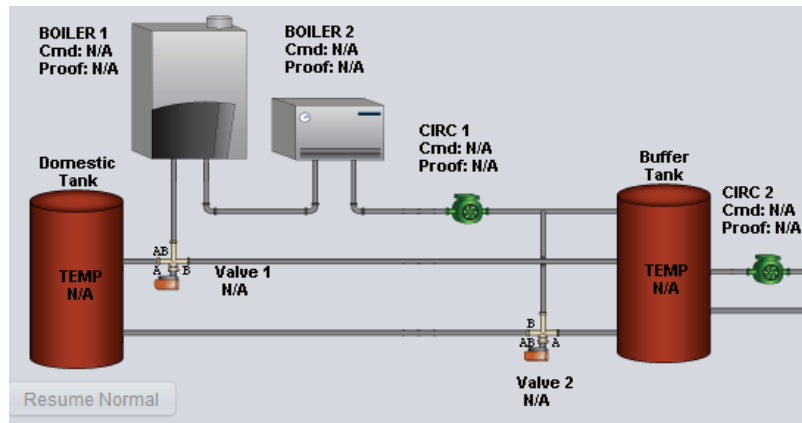 BOILER 1
Cmd: N/A
Proof: N/A
BOILER 2
Cmd: N/A
Proof: N/A
CIRC 1
Cmd: N/A
Proof: N/A
Domestic
Tank
Buffer
Tank
CIRC 2
Cmd: N/A
Proof: N/A
AB
A
B
Valve 1
N/A
TEMP
N/A
TEMP
N/A
B
AB
A
Valve 2
N/A
Resume Normal